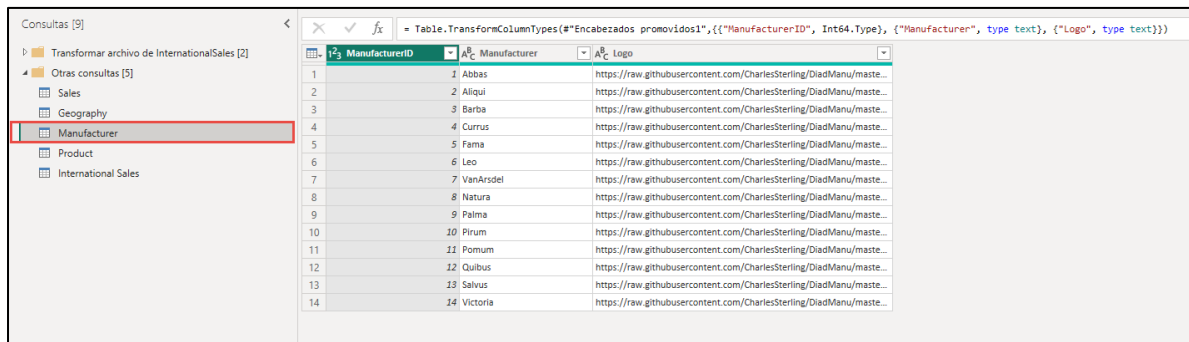 Consultas [9]
Transformar archivo de InternationalSales [2]
Otras consultas [5]
Sales
Geography
Manufacturer
Product
International Sales
fx = Table.TransformColumnTypes(#"Encabezados promovidos1",{{"ManufacturerID", Int64.Type}, {"Manufacturer", type text}, {"Logo", type text}})
1²3 ManufacturerID ABC Manufacturer ABC Logo
1 1 Abbas https://raw.githubusercontent.com/CharlesSterling/DiadManu/maste...
2 2 Aliqui https://raw.githubusercontent.com/CharlesSterling/DiadManu/maste...
3 3 Barba https://raw.githubusercontent.com/CharlesSterling/DiadManu/maste...
4 4 Currus https://raw.githubusercontent.com/CharlesSterling/DiadManu/maste...
5 5 Fama https://raw.githubusercontent.com/CharlesSterling/DiadManu/maste...
6 6 Leo https://raw.githubusercontent.com/CharlesSterling/DiadManu/maste...
7 7 VanArsdel https://raw.githubusercontent.com/CharlesSterling/DiadManu/maste...
8 8 Natura https://raw.githubusercontent.com/CharlesSterling/DiadManu/maste...
9 9 Palma https://raw.githubusercontent.com/CharlesSterling/DiadManu/maste...
10 10 Pirum https://raw.githubusercontent.com/CharlesSterling/DiadManu/maste...
11 11 Pomum https://raw.githubusercontent.com/CharlesSterling/DiadManu/maste...
12 12 Quibus https://raw.githubusercontent.com/CharlesSterling/DiadManu/maste...
13 13 Salvus https://raw.githubusercontent.com/CharlesSterling/DiadManu/maste...
14 14 Victoria https://raw.githubusercontent.com/CharlesSterling/DiadManu/maste...